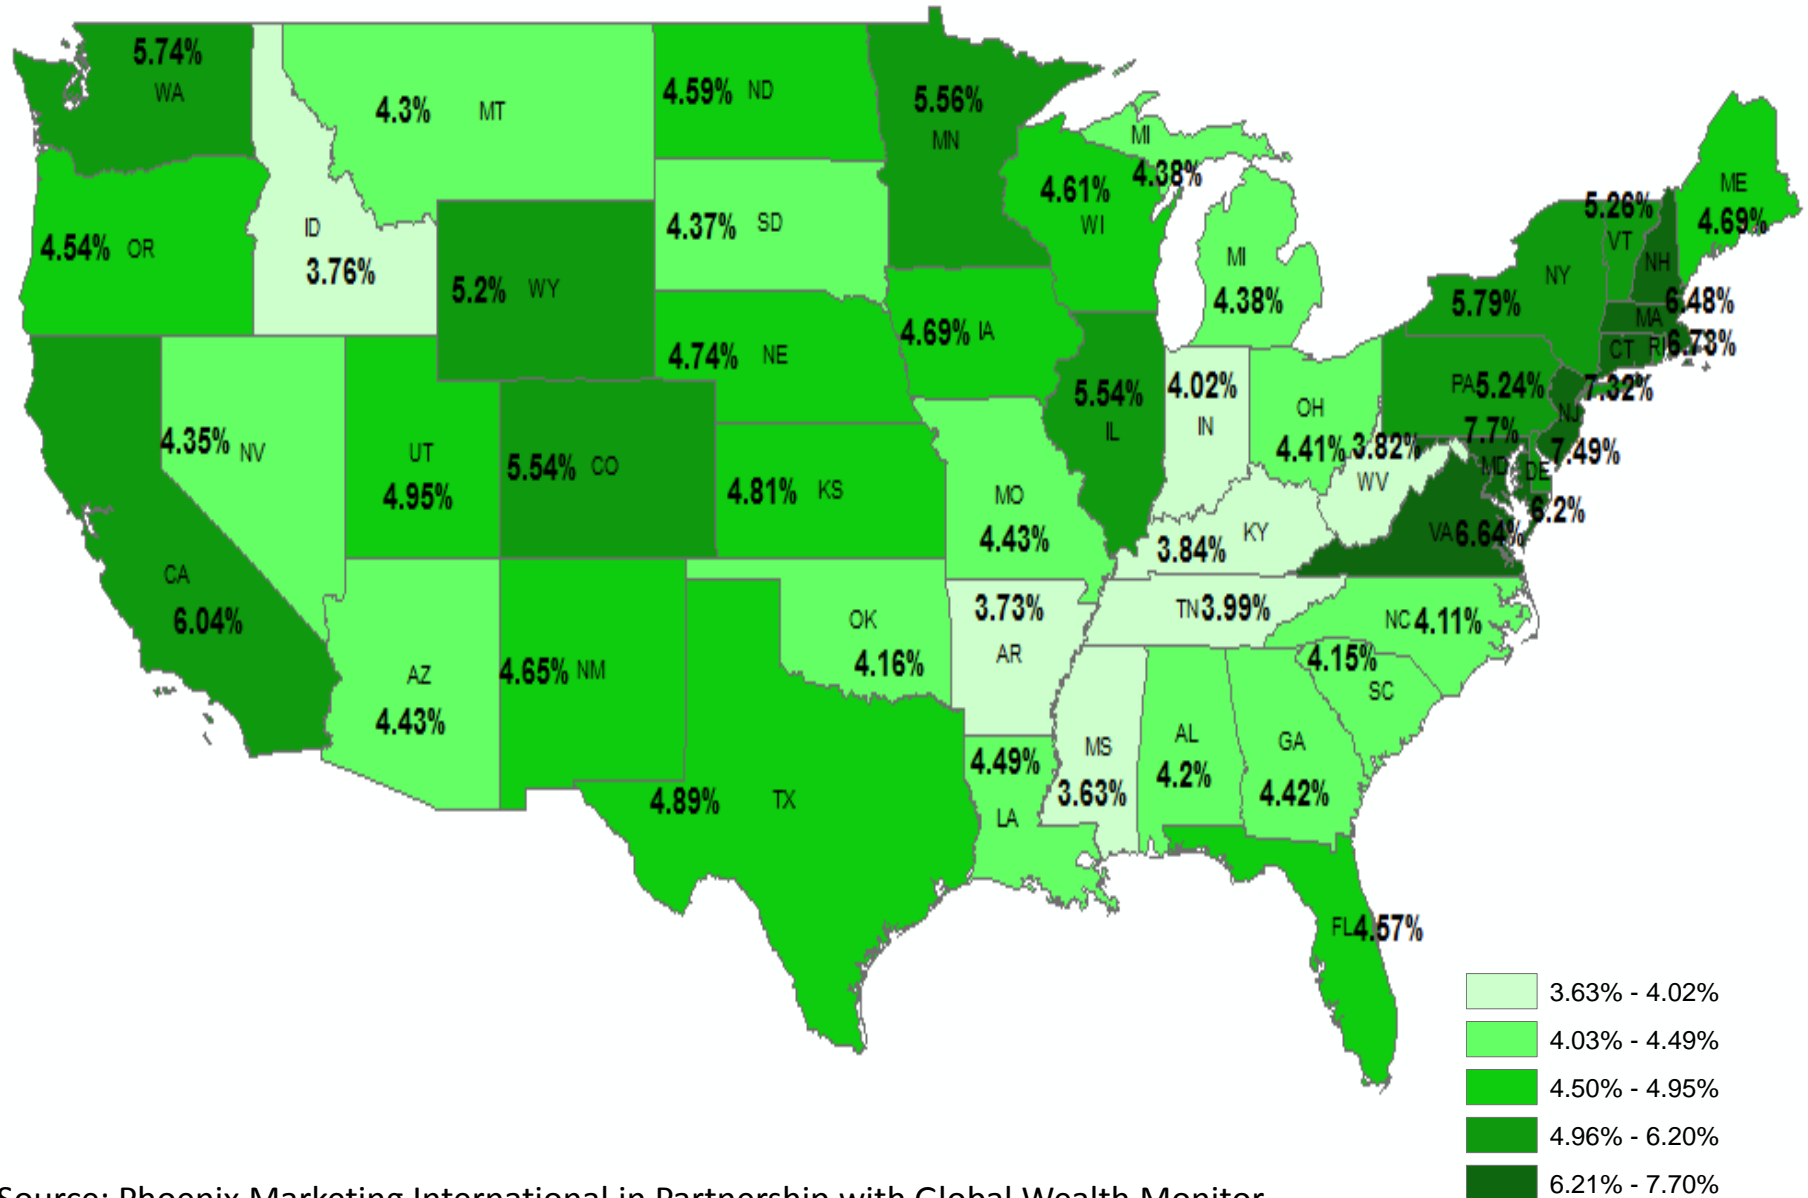 5.74%
WA
4.3% MT
4.59% ND
5.56%
MN
MI
4.38%
4.61%
WI
ME
4.69%
5.26%
VT
NH
6.48%
4.54% OR
ID
3.76%
5.2% WY
4.37% SD
MI
4.38%
NY
5.79%
MA
6.73%
CT RI
7.32%
4.69% IA
4.74% NE
5.54%
IL
4.02%
IN
OH
4.41%
PA 5.24%
NJ
7.49%
7.7%
MD
DE
6.2%
3.82%
WV
VA 6.64%
4.35% NV
UT
4.95%
5.54% CO
4.81% KS
MO
4.43%
KY
3.84%
CA
6.04%
AZ
4.43%
4.65% NM
OK
4.16%
3.73%
AR
TN 3.99%
NC 4.11%
4.15%
SC
4.89% TX
4.49%
LA
MS
3.63%
AL
4.2%
GA
4.42%
FL 4.57%
3.63% - 4.02%
4.03% - 4.49%
4.50% - 4.95%
4.96% - 6.20%
6.21% - 7.70%
Source: Phoenix Marketing International in Partnership with Global Wealth Monitor